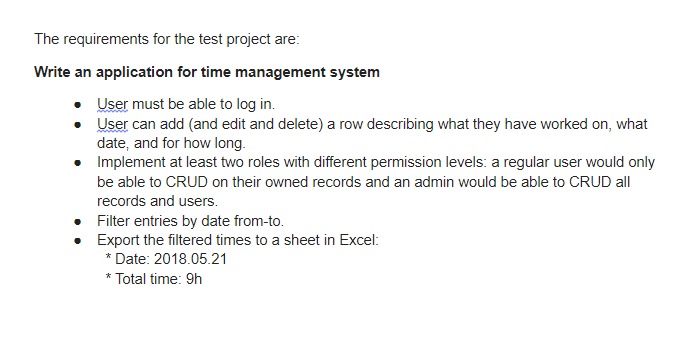 The requirements for the test project are:
Write an application for time management system
● User must be able to log in.
● User can add (and edit and delete) a row describing what they have worked on, what
date, and for how long.
● Implement at least two roles with different permission levels: a regular user would only
be able to CRUD on their owned records and an admin would be able to CRUD all
records and users.
● Filter entries by date from-to.
● Export the filtered times to a sheet in Excel:
* Date: 2018.05.21
* Total time: 9h